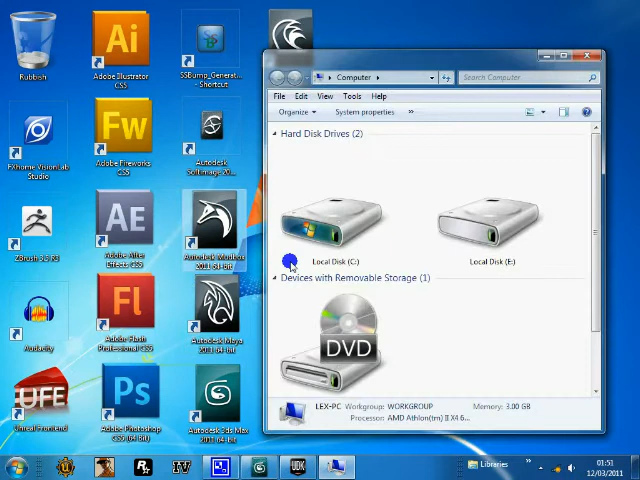 Rubbish
Ai
Adobe Illustrator
CS5
SSBump_Generat...
- Shortcut
FXhome VisionLab
Studio
Fw
Adobe Fireworks
CS5
Autodesk
Softimage 20...
ZBrush 3.5 R3
AE
Adobe After
Effects CS5
Autodesk Mudbox
2011 64-bit
Audacity
Fl
Adobe Flash
Professional CS5
Autodesk Maya
2011 64-bit
UFE
Unreal Frontend
Ps
Adobe Photoshop
CS5 (64 Bit)
Autodesk 3ds Max
2011 64-bit
Computer
Search Computer
File Edit View Tools Help
Organize System properties »
Hard Disk Drives (2)
Local Disk (C:)
Local Disk (E:)
Devices with Removable Storage (1)
DVD
LEX-PC Workgroup: WORKGROUP Memory: 3.00 GB
Processor: AMD Athlon(tm) II X4 6...
R
IV
UDK
Libraries »
01:51
12/03/2011